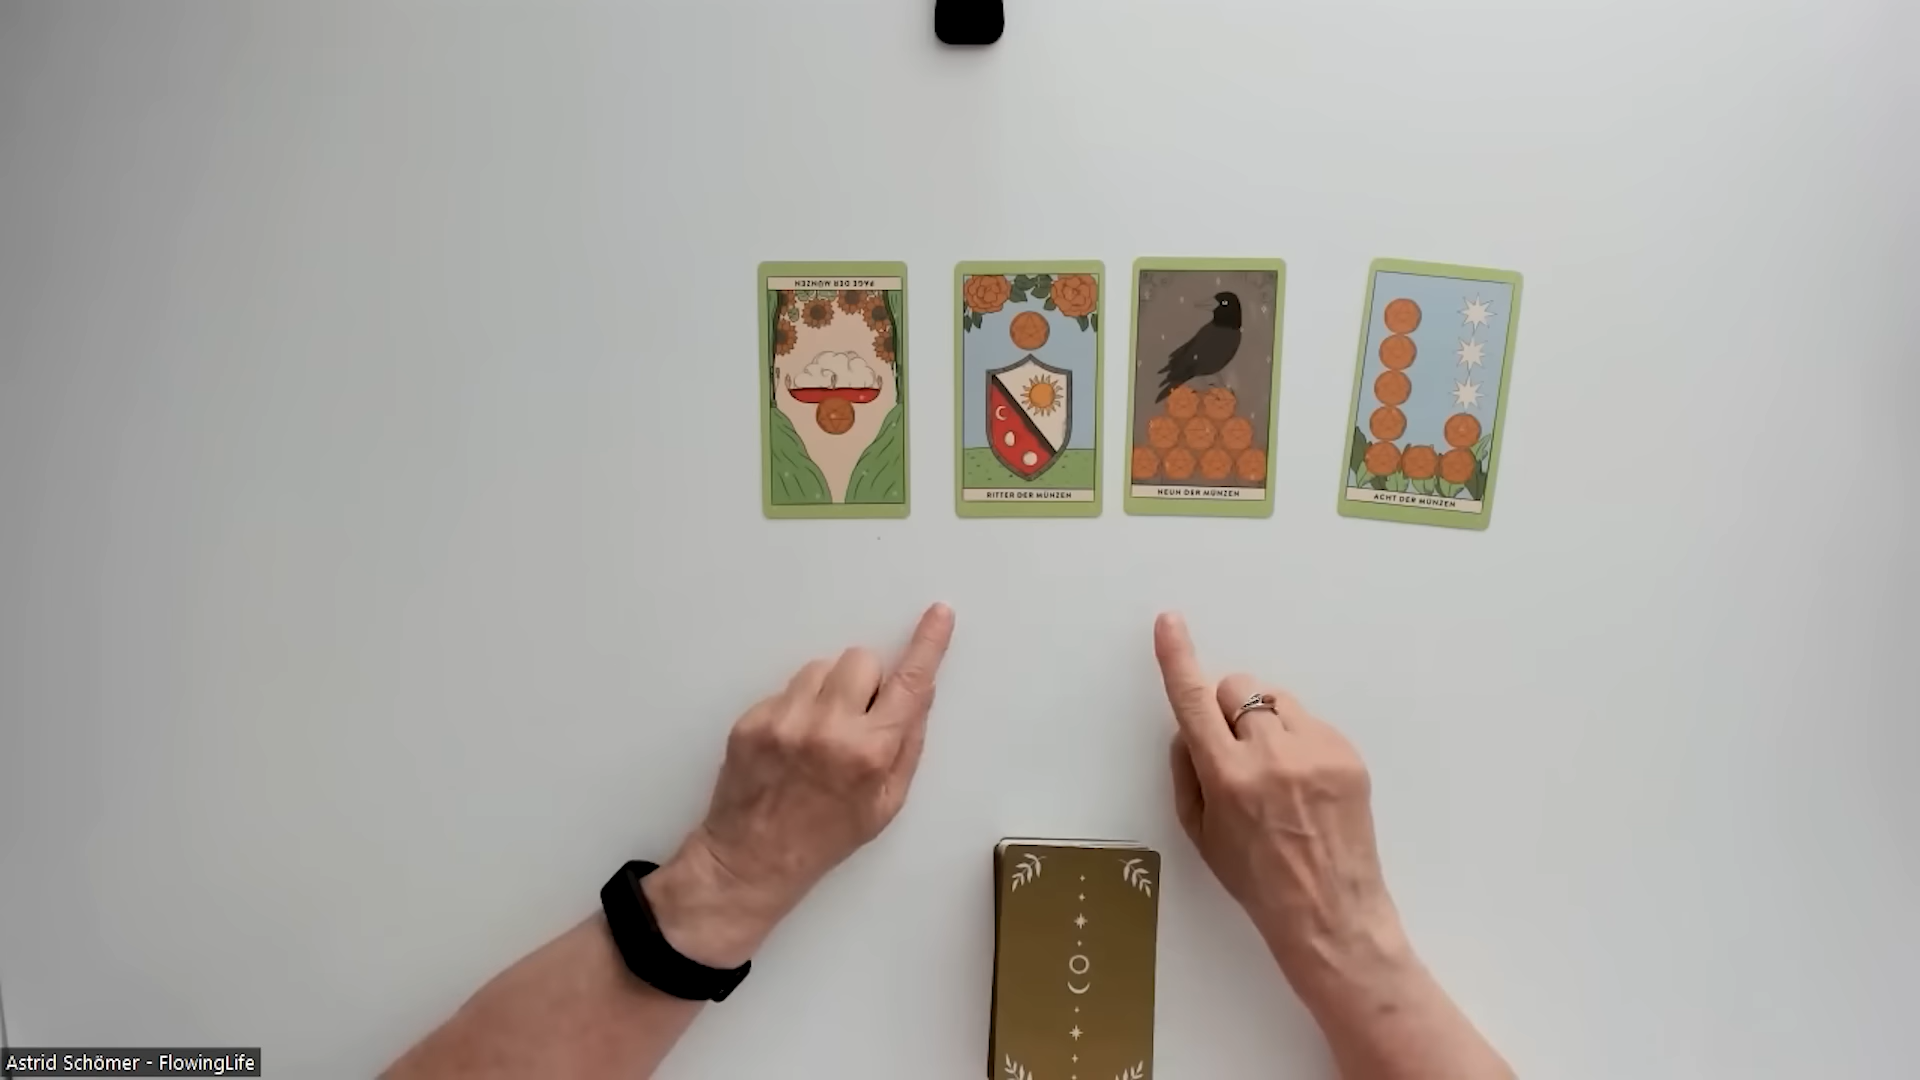 PAGE DER MÜNZEN
RITTER DER MÜNZEN
NEUN DER MÜNZEN
ACHT DER MÜNZEN
Astrid Schömer - FlowingLife